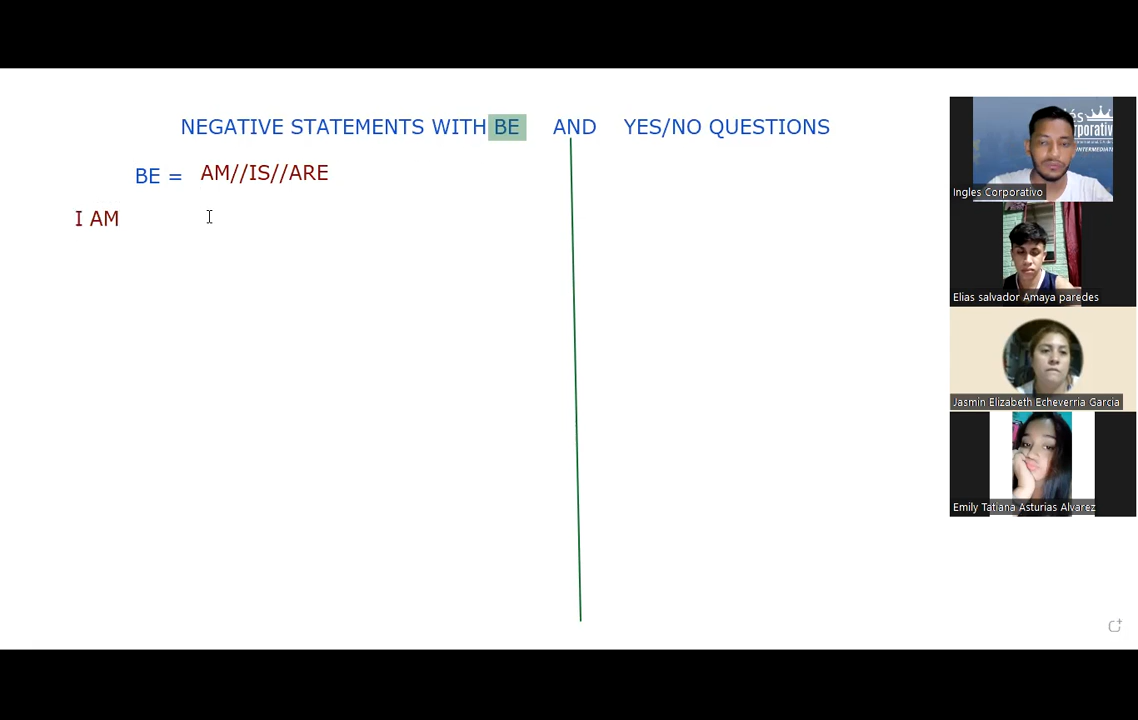 NEGATIVE STATEMENTS WITH BE AND YES/NO QUESTIONS
BE = AM//IS//ARE
I AM
Ingles Corporativo
INTERMEDIATE
Elias salvador Amaya paredes
Jasmin Elizabeth Echeverria Garcia
Emily Tatiana Asturias Alvarez